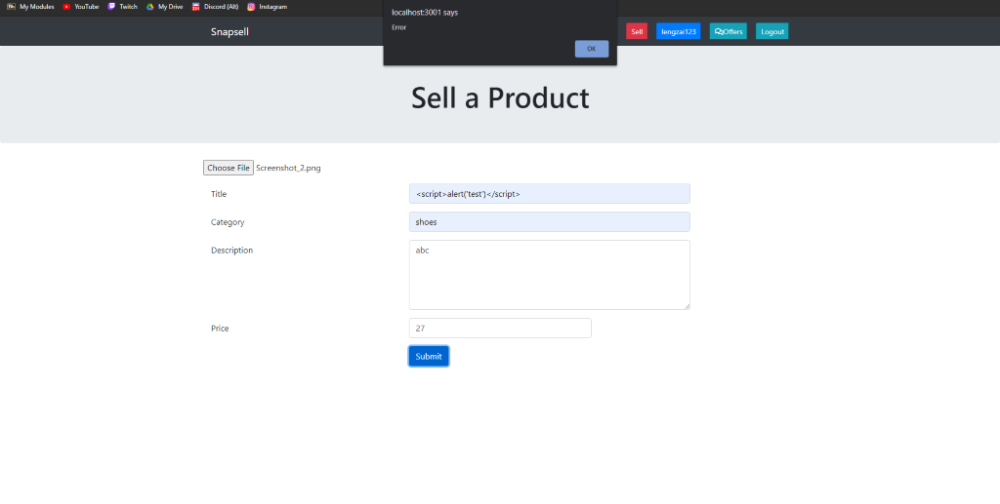 My Modules YouTube Twitch My Drive Discord (Alt) Instagram
localhost:3001 says
Error
OK
Snapsell Sell lengzai123 Offers Logout
Sell a Product
Choose File Screenshot_2.png
Title <script>alert('test')</script>
Category shoes
Description abc
Price 27
Submit